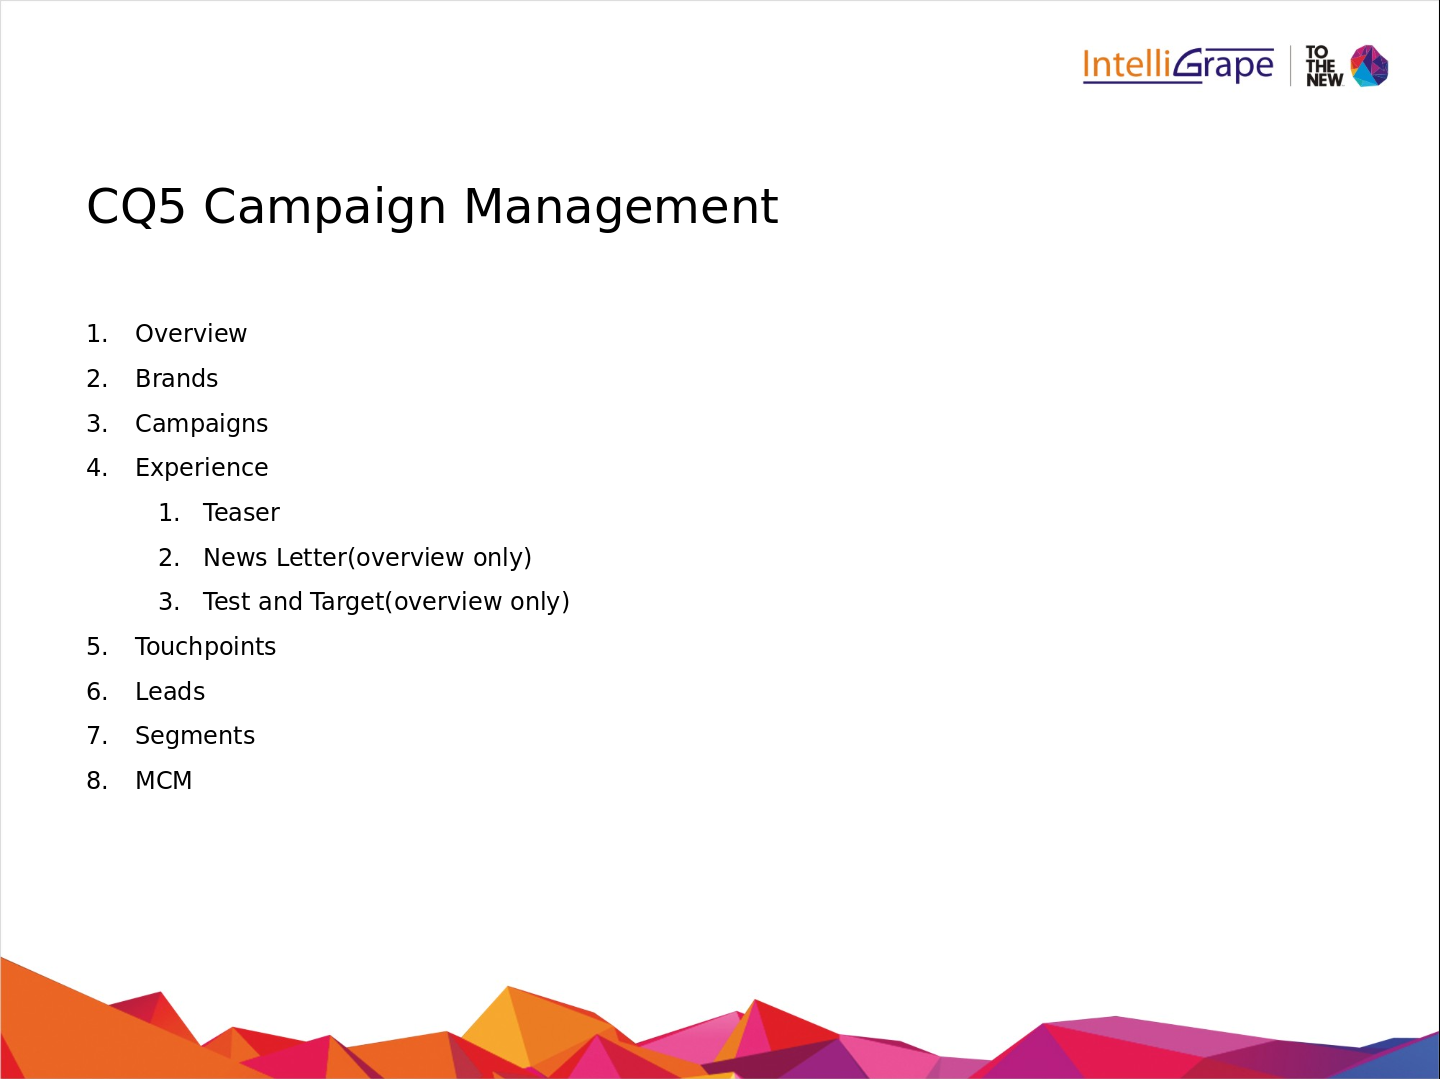 IntelliGrape
TO
THE
NEW
CQ5 Campaign Management
1. Overview
2. Brands
3. Campaigns
4. Experience
1. Teaser
2. News Letter(overview only)
3. Test and Target(overview only)
5. Touchpoints
6. Leads
7. Segments
8. MCM